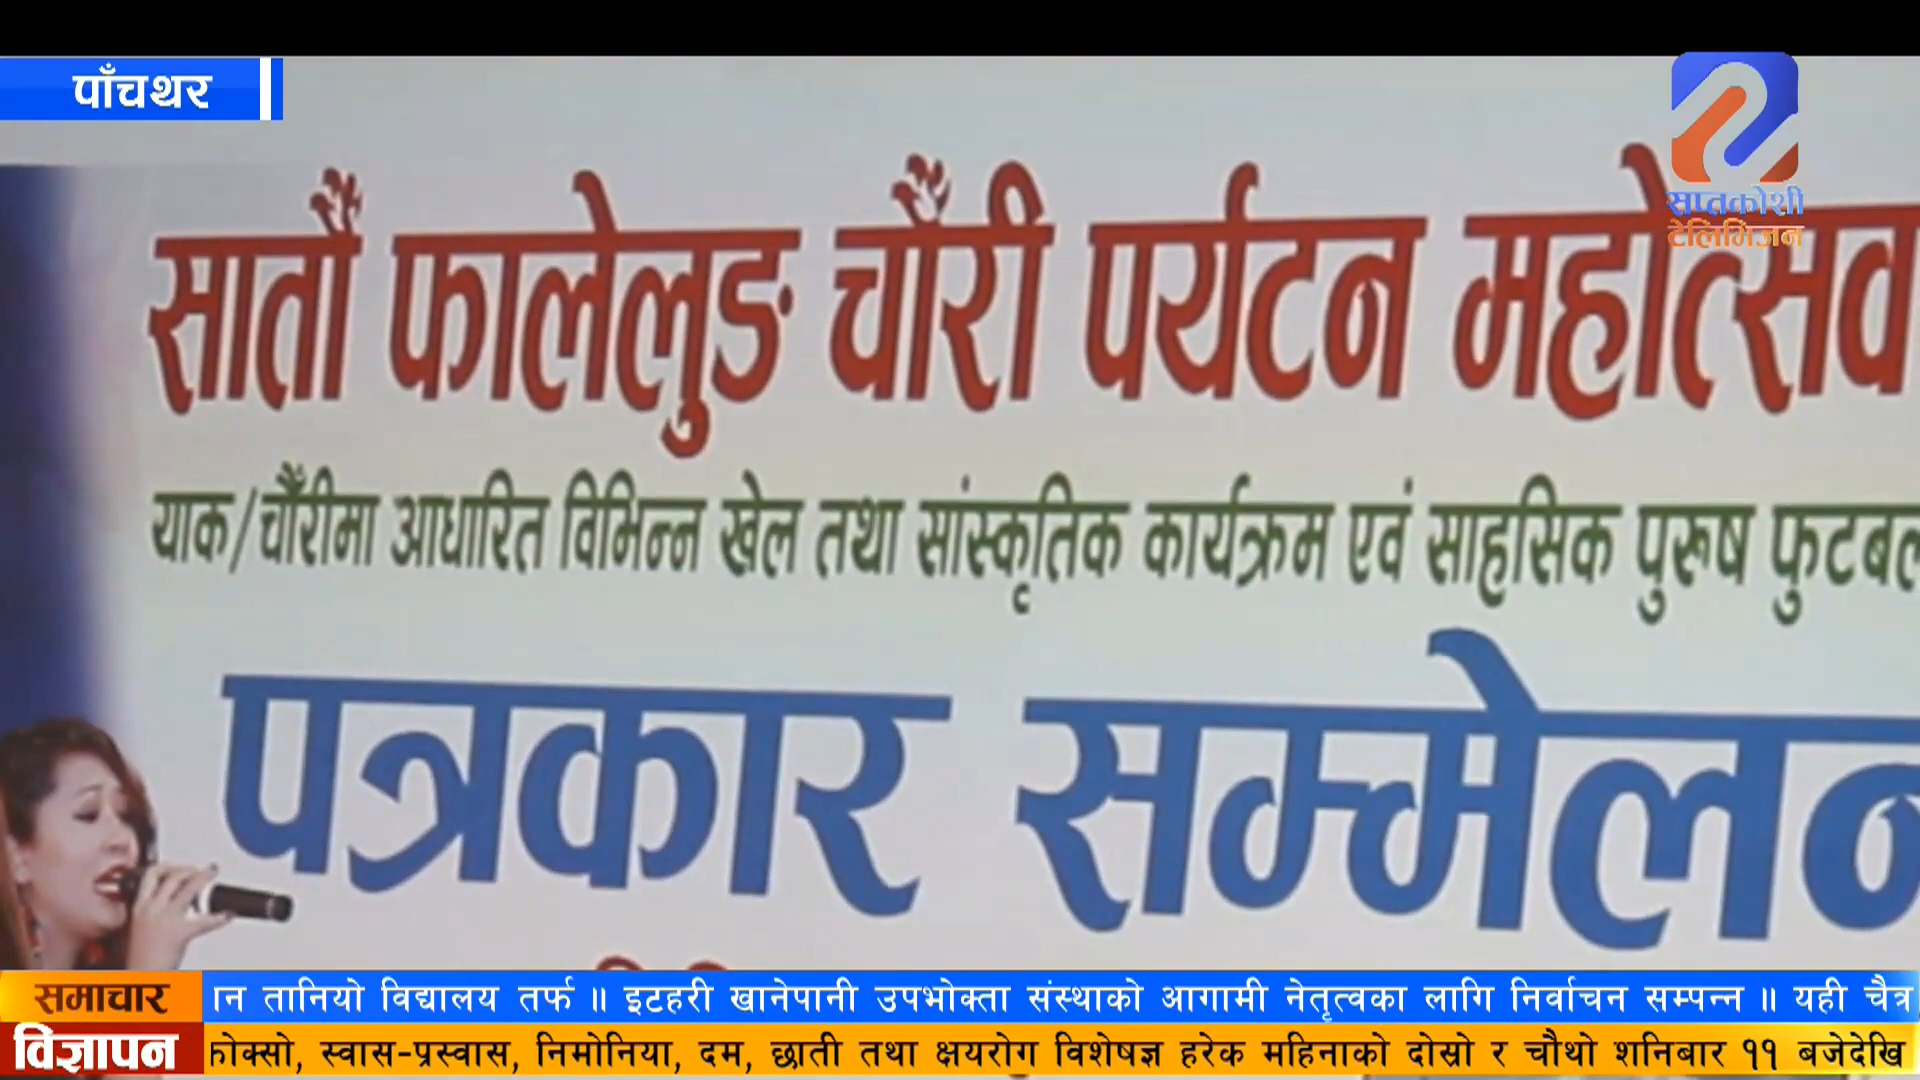 पाँचथर
सप्तकोशी
टेलिभिजन
सातौं फालेलुङ चौंरी पर्यटन महोत्सव
याक/चौंरीमा आधारित विभिन्न खेल तथा सांस्कृतिक कार्यक्रम एवं साहसिक पुरूष फुटबल
पत्रकार सम्मेलन
समाचार
तानियो विद्यालय तर्फ ॥ इटहरी खानेपानी उपभोक्ता संस्थाको आगामी नेतृत्वका लागि निर्वाचन सम्पन्न ॥ यही चैत्र
विज्ञापन
फोक्सो, स्वास-प्रस्वास, निमोनिया, दम, छाती तथा क्षयरोग विशेषज्ञ हरेक महिनाको दोस्रो र चौथो शनिबार ११ बजेदेखि